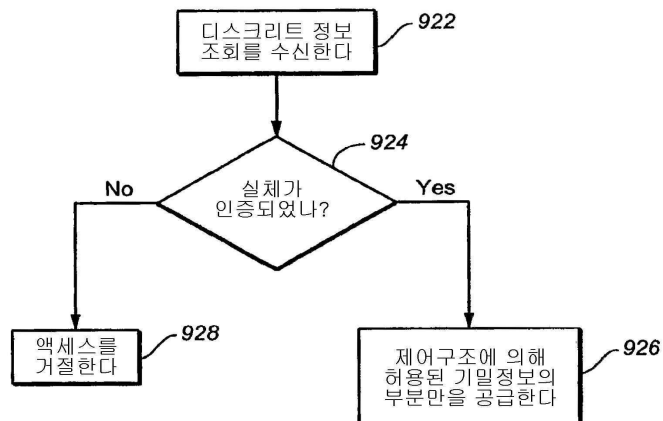 디스크리트 정보
조회를 수신한다
922
924
실체가
인증되었나?
No
Yes
액세스를
거절한다
928
제어구조에 의해
허용된 기밀정보의
부분만을 공급한다
926